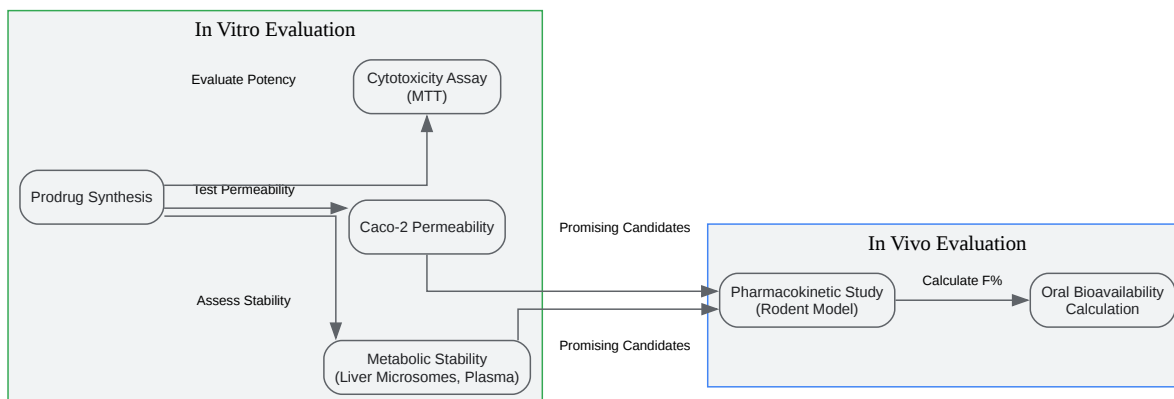 In Vitro Evaluation
Evaluate Potency
Cytotoxicity Assay
(MTT)
Prodrug Synthesis
Test Permeability
Caco-2 Permeability
Assess Stability
Metabolic Stability
(Liver Microsomes, Plasma)
Promising Candidates
Promising Candidates
In Vivo Evaluation
Pharmacokinetic Study
(Rodent Model)
Calculate F%
Oral Bioavailability
Calculation